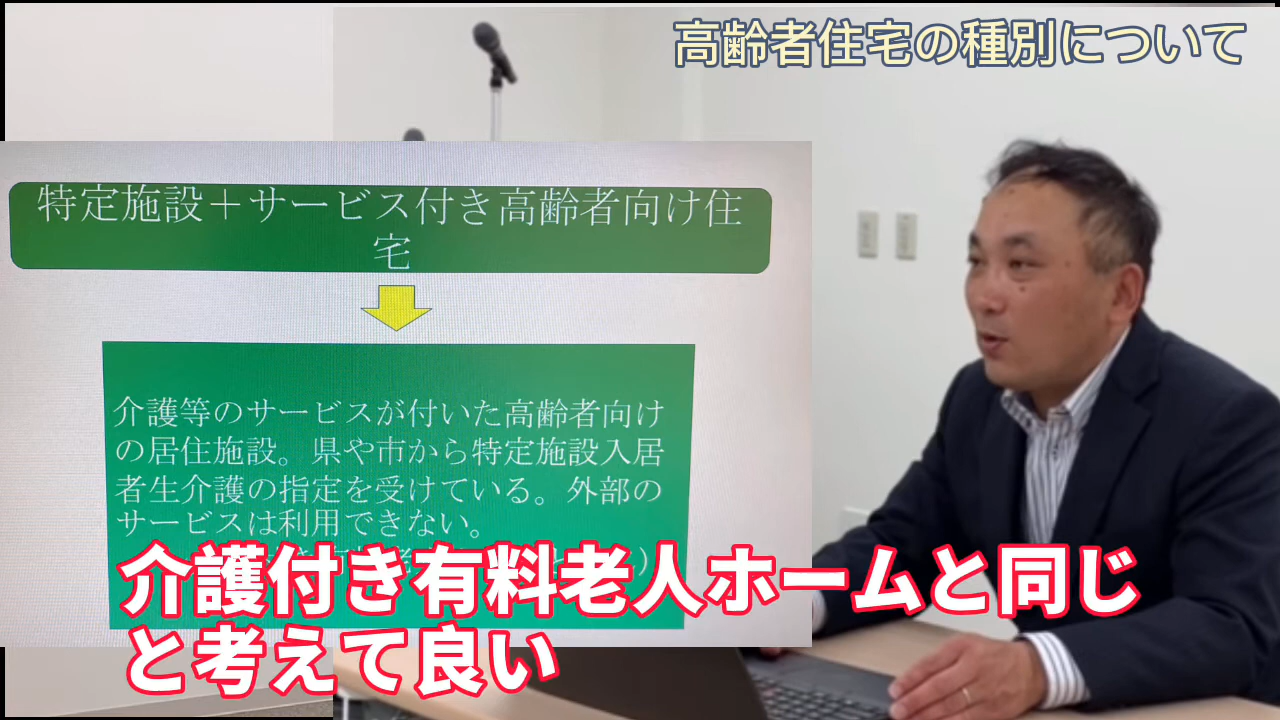 高齢者住宅の種別について
特定施設＋サービス付き高齢者向け住
宅
介護等のサービスが付いた高齢者向け
の居住施設。県や市から特定施設入居
者生介護の指定を受けている。外部の
サービスは利用できない。
介護付き有料老人ホームと同じ
と考えて良い